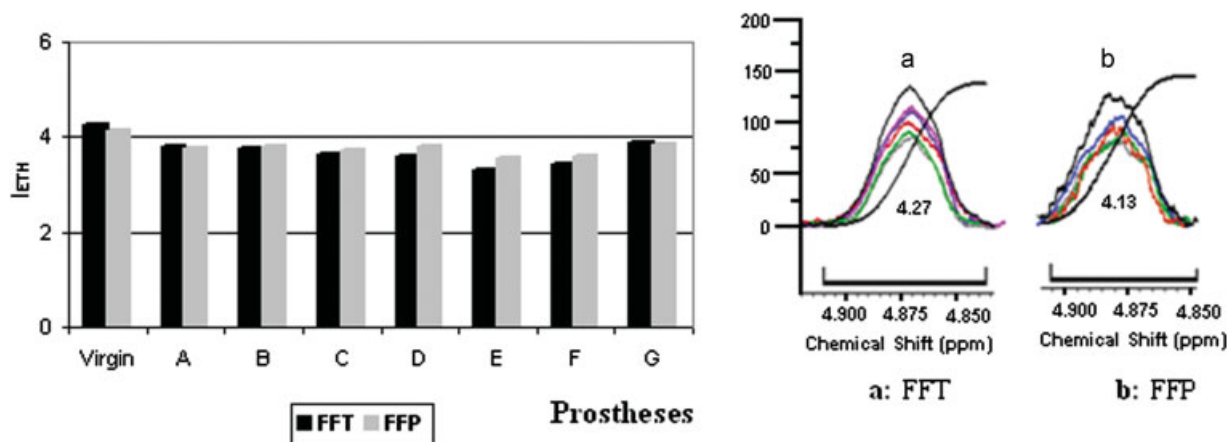 6
4
2
0
I_ETH
Virgin A B C D E F G
Prostheses
FFT FFP
200
150
100
50
0
a
4.27
4.900 4.875 4.850
Chemical Shift (ppm)
a: FFT
b
4.13
4.900 4.875 4.850
Chemical Shift (ppm)
b: FFP